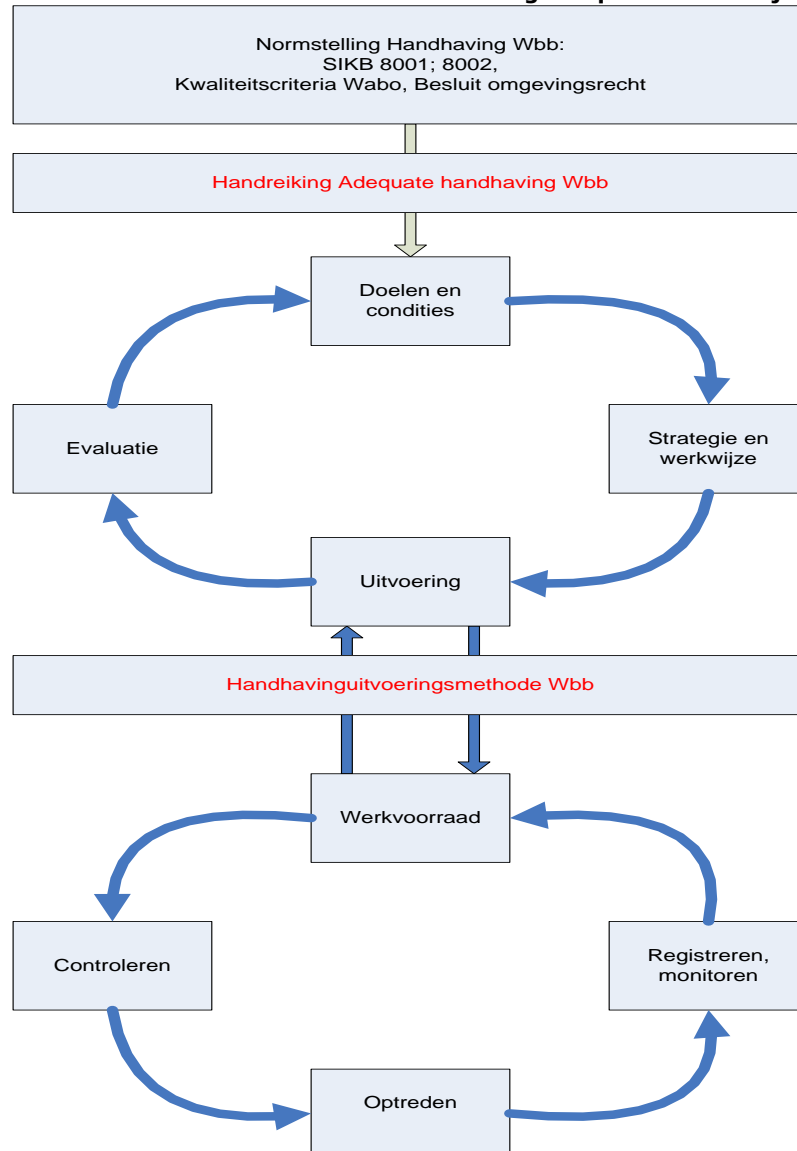 Normstelling Handhaving Wbb:
SIKB 8001; 8002,
Kwaliteitscriteria Wabo, Besluit omgevingsrecht
Handreiking Adequate handhaving Wbb
Doelen en
condities
Evaluatie
Strategie en
werkwijze
Uitvoering
Handhavinguitvoeringsmethode Wbb
Werkvoorraad
Controleren
Registreren,
monitoren
Optreden